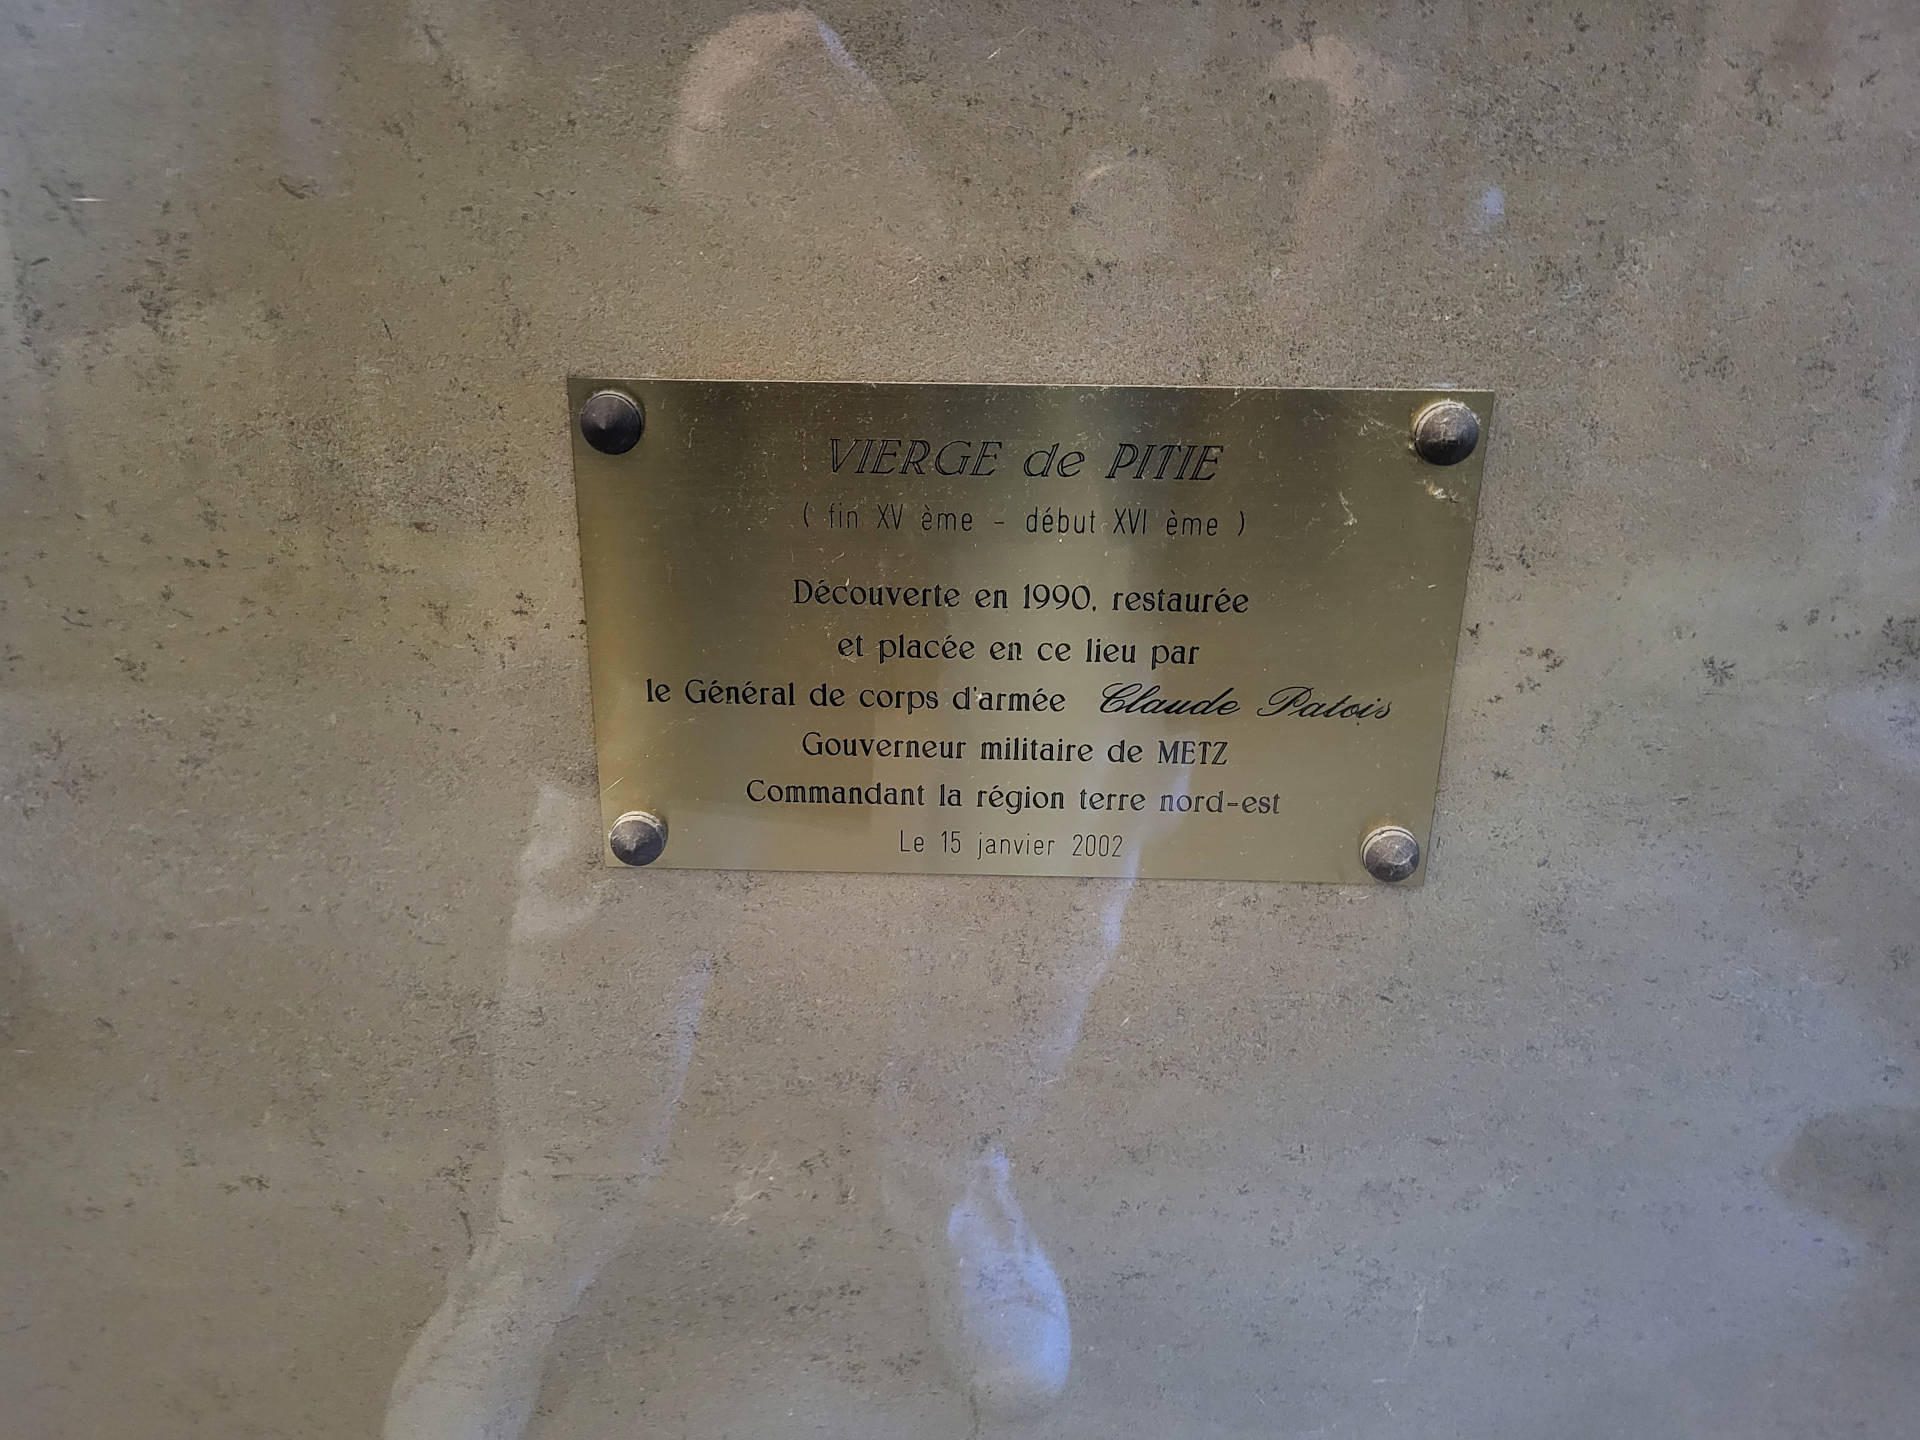 VIERGE de PITIE
( fin XV ème - début XVI ème )
Découverte en 1990, restaurée
et placée en ce lieu par
le Général de corps d'armée Claude Patois
Gouverneur militaire de METZ
Commandant la région terre nord-est
Le 15 janvier 2002